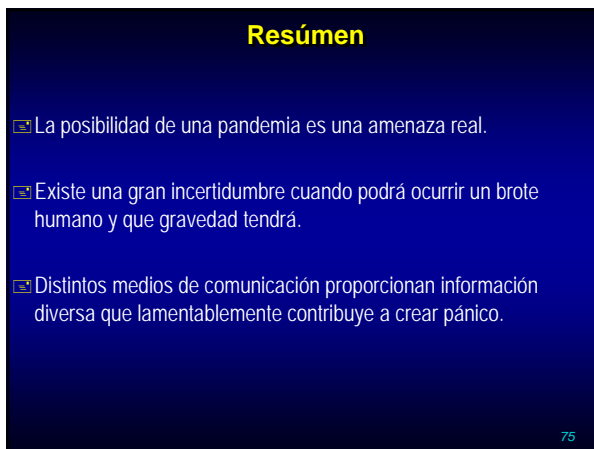 Resúmen
La posibilidad de una pandemia es una amenaza real.
Existe una gran incertidumbre cuando podrá ocurrir un brote
humano y que gravedad tendrá.
Distintos medios de comunicación proporcionan información
diversa que lamentablemente contribuye a crear pánico.
75